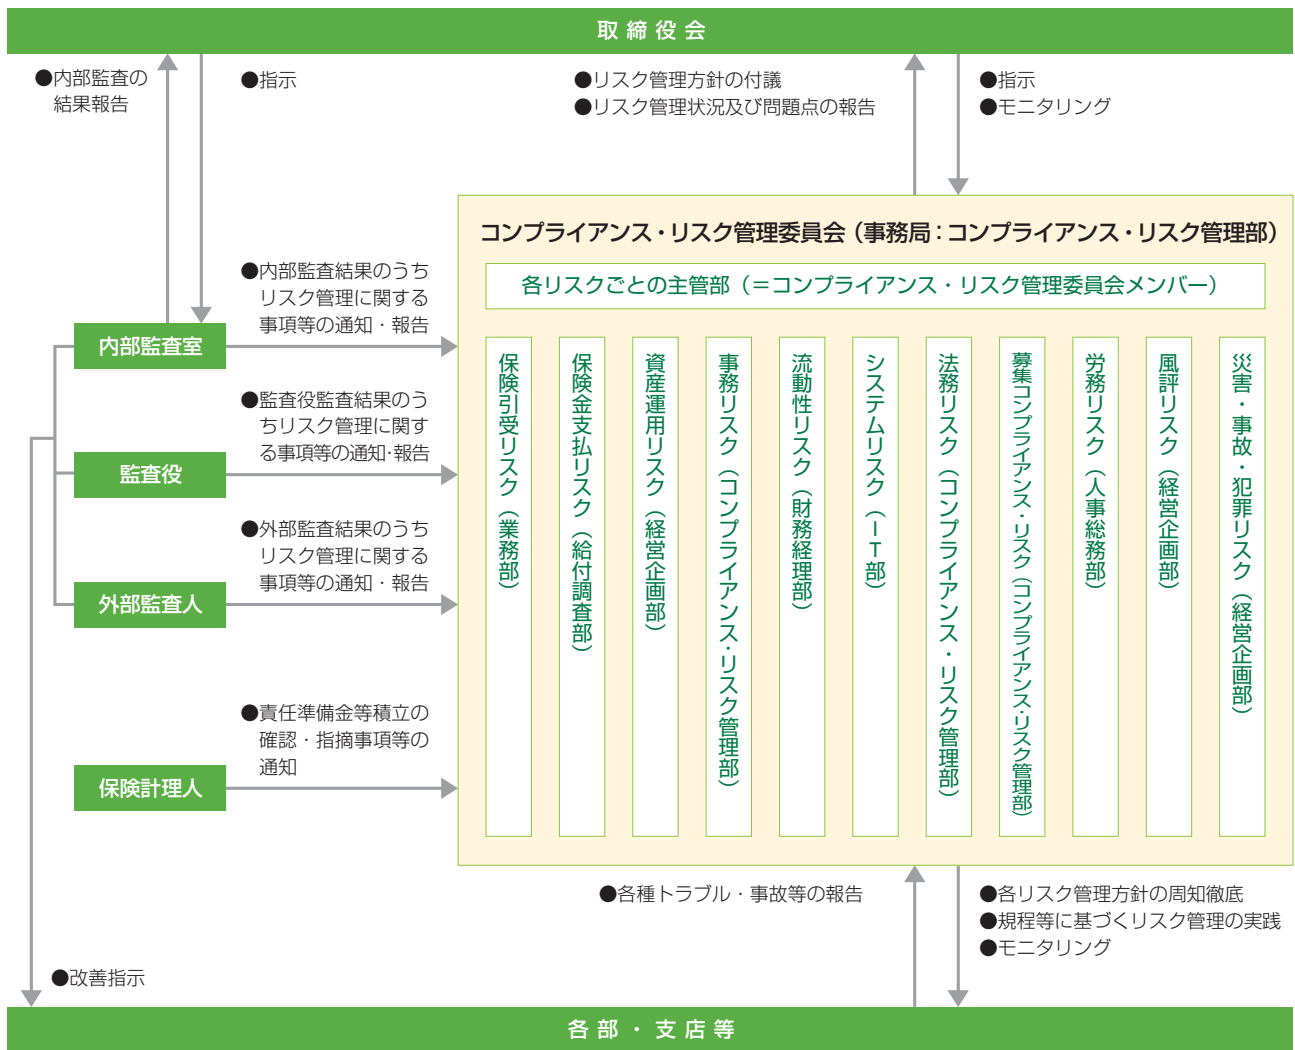 取締役会
●内部監査の
結果報告
●指示
●リスク管理方針の付議
●リスク管理状況及び問題点の報告
●指示
●モニタリング
コンプライアンス・リスク管理委員会（事務局：コンプライアンス・リスク管理部）
各リスクごとの主管部（＝コンプライアンス・リスク管理委員会メンバー）
●内部監査結果のうち
リスク管理に関する
事項等の通知・報告
内部監査室
●監査役監査結果のう
ちリスク管理に関す
る事項等の通知・報告
監査役
●外部監査結果のうち
リスク管理に関する
事項等の通知・報告
外部監査人
●責任準備金等積立の
確認・指摘事項等の
通知
保険計理人
保険引受リスク（業務部）
保険金支払リスク（給付調査部）
資産運用リスク（経営企画部）
事務リスク（コンプライアンス・リスク管理部）
流動性リスク（財務経理部）
システムリスク（IT部）
法務リスク（コンプライアンス・リスク管理部）
募集コンプライアンス・リスク（コンプライアンス・リスク管理部）
労務リスク（人事総務部）
風評リスク（経営企画部）
災害・事故・犯罪リスク（経営企画部）
●各種トラブル・事故等の報告
●各リスク管理方針の周知徹底
●規程等に基づくリスク管理の実践
●モニタリング
●改善指示
各部・支店等